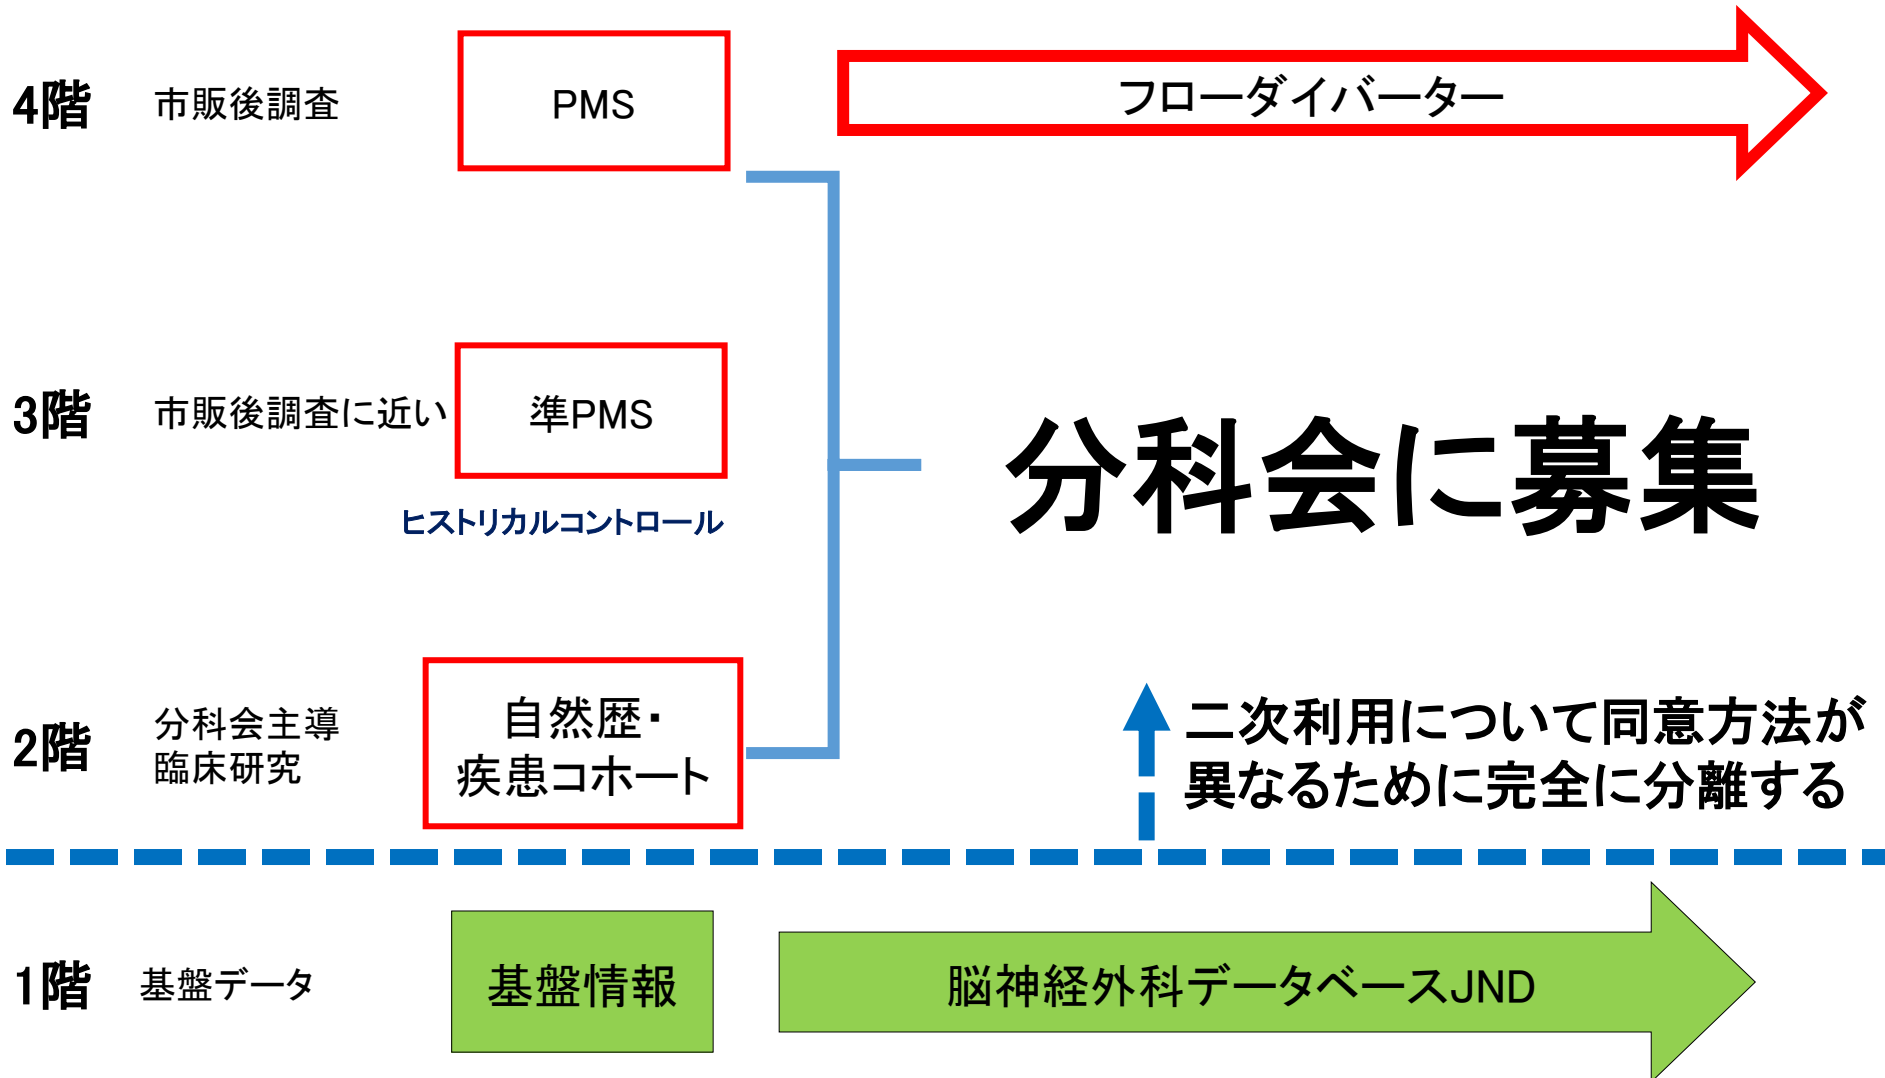 4階
市販後調査
PMS
フローダイバーター
3階
市販後調査に近い
準PMS
ヒストリカルコントロール
分科会に募集
2階
分科会主導
臨床研究
自然歴・
疾患コホート
二次利用について同意方法が
異なるために完全に分離する
1階
基盤データ
基盤情報
脳神経外科データベースJND